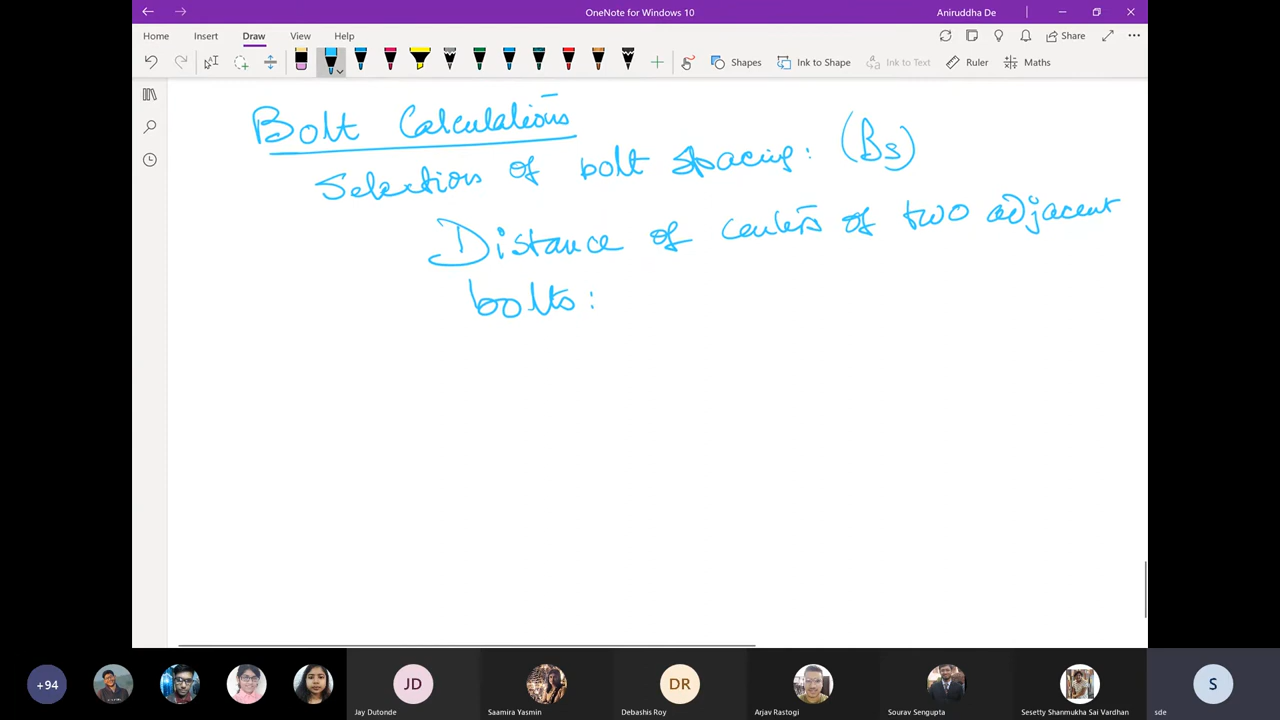 OneNote for Windows 10
Aniruddha De
Home Insert Draw View Help
Share
Shapes Ink to Shape Ink to Text Ruler Maths
Bolt Calculations
Selection of bolt spacing: (Bs)
Distance of centers of two adjacent
bolts:
+94
JD
DR
S
Jay Dutonde Saamira Yasmin Debashis Roy Arjav Rastogi Sourav Sengupta Sesetty Shanmukha Sai Vardhan sde